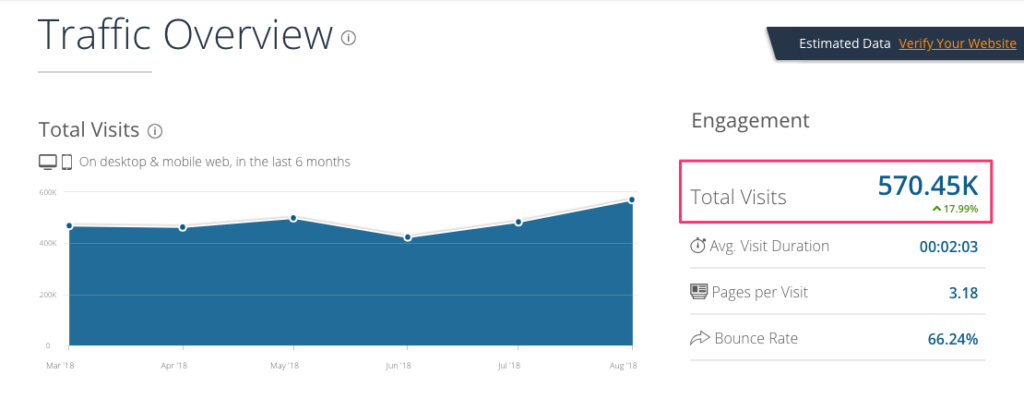 Traffic Overview
Estimated Data Verify Your Website
Total Visits
On desktop & mobile web, in the last 6 months
600K
400K
200K
0
Mar '18 Apr '18 May '18 Jun '18 Jul '18 Aug '18
Engagement
Total Visits 570.45K
17.99%
Avg. Visit Duration 00:02:03
Pages per Visit 3.18
Bounce Rate 66.24%